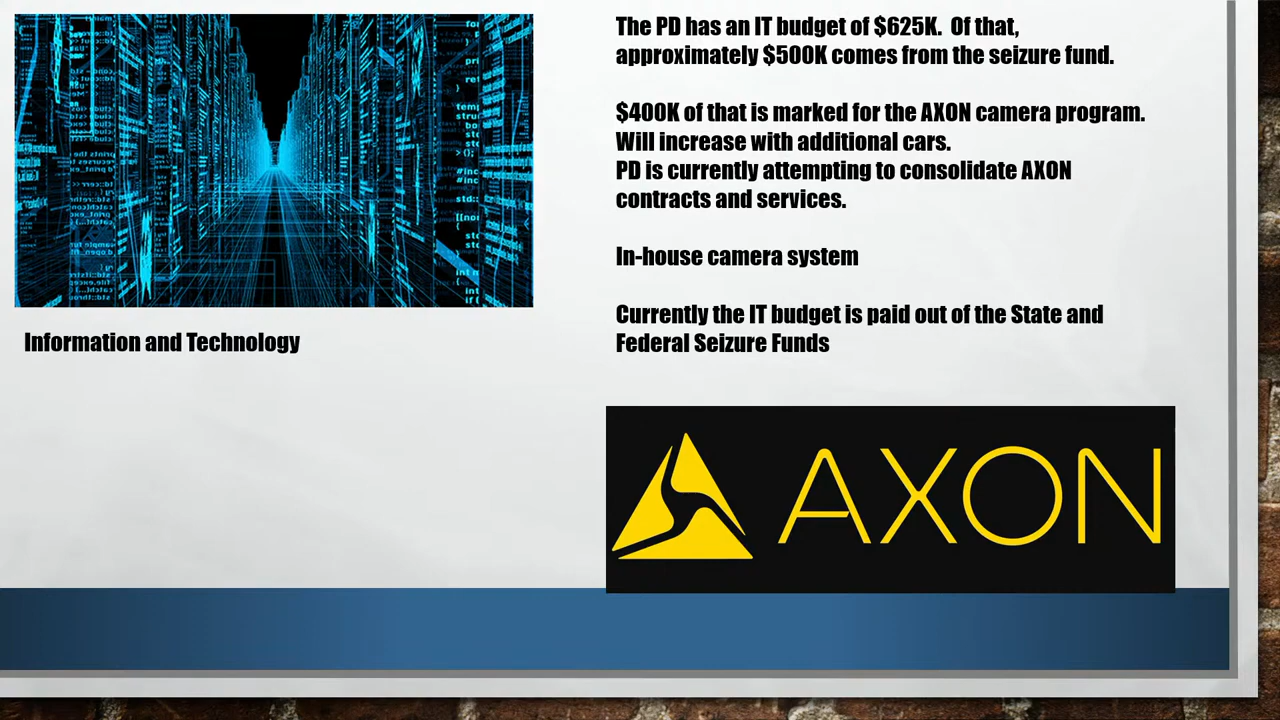 The PD has an IT budget of $625K.  Of that,
approximately $500K comes from the seizure fund.
$400K of that is marked for the AXON camera program.
Will increase with additional cars.
PD is currently attempting to consolidate AXON
contracts and services.
In-house camera system
Currently the IT budget is paid out of the State and
Federal Seizure Funds
Information and Technology
AXON